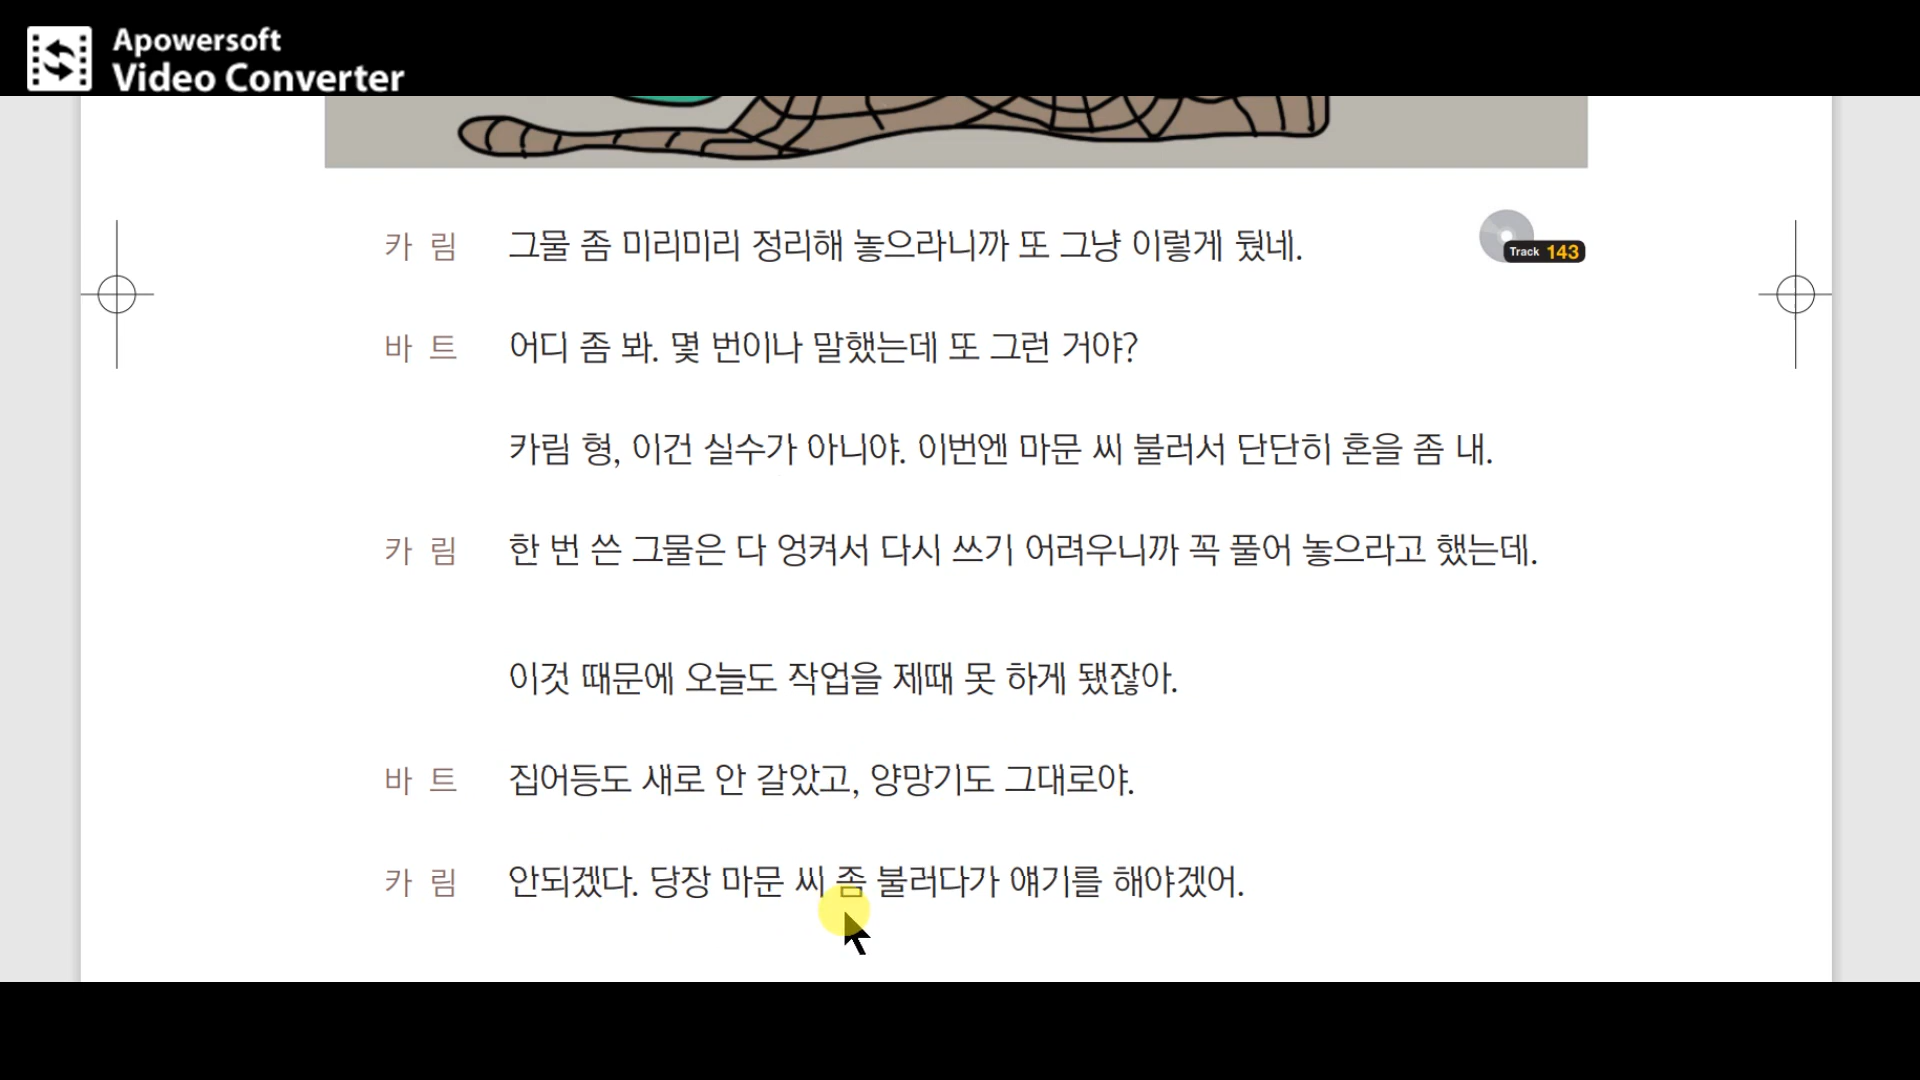 Apowersoft
Video Converter
카 림 그물 좀 미리미리 정리해 놓으라니까 또 그냥 이렇게 뒀네.
Track 143
바 트 어디 좀 봐. 몇 번이나 말했는데 또 그런 거야?
카림 형, 이건 실수가 아니야. 이번엔 마문 씨 불러서 단단히 혼을 좀 내.
카 림 한 번 쓴 그물은 다 엉켜서 다시 쓰기 어려우니까 꼭 풀어 놓으라고 했는데.
이것 때문에 오늘도 작업을 제때 못 하게 됐잖아.
바 트 집어등도 새로 안 갈았고, 양망기도 그대로야.
카 림 안되겠다. 당장 마문 씨 좀 불러다가 얘기를 해야겠어.